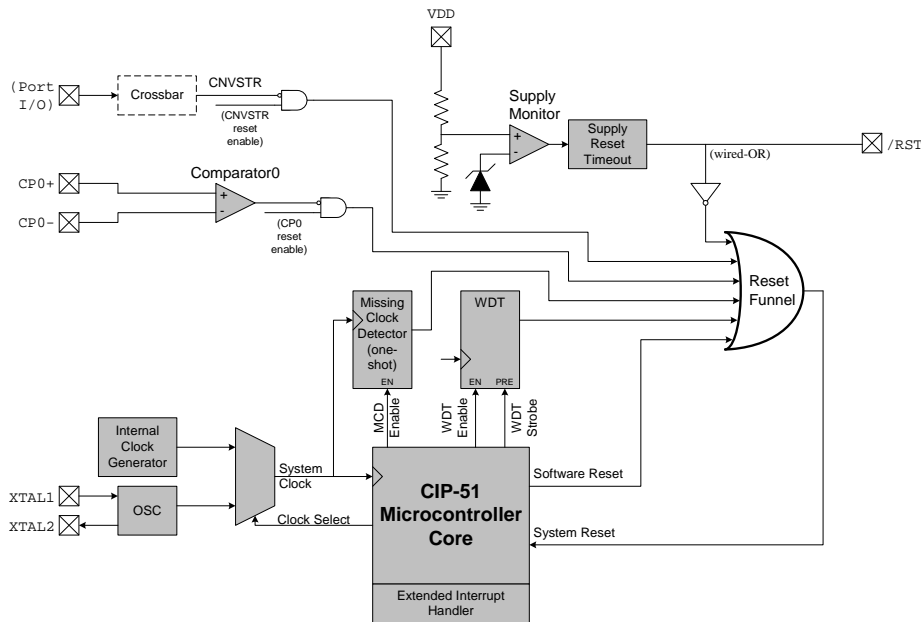 VDD
(Port
I/O)
Crossbar
CNVSTR
(CNVSTR
reset
enable)
Supply
Monitor
+
-
Supply
Reset
Timeout
(wired-OR)
/RST
CP0+
CP0-
Comparator0
+
-
(CP0
reset
enable)
Reset
Funnel
Missing
Clock
Detector
(one-
shot)
EN
WDT
EN
PRE
MCD
Enable
WDT
Enable
WDT
Strobe
Internal
Clock
Generator
System
Clock
XTAL1
XTAL2
OSC
Clock Select
CIP-51
Microcontroller
Core
Software Reset
System Reset
Extended Interrupt
Handler